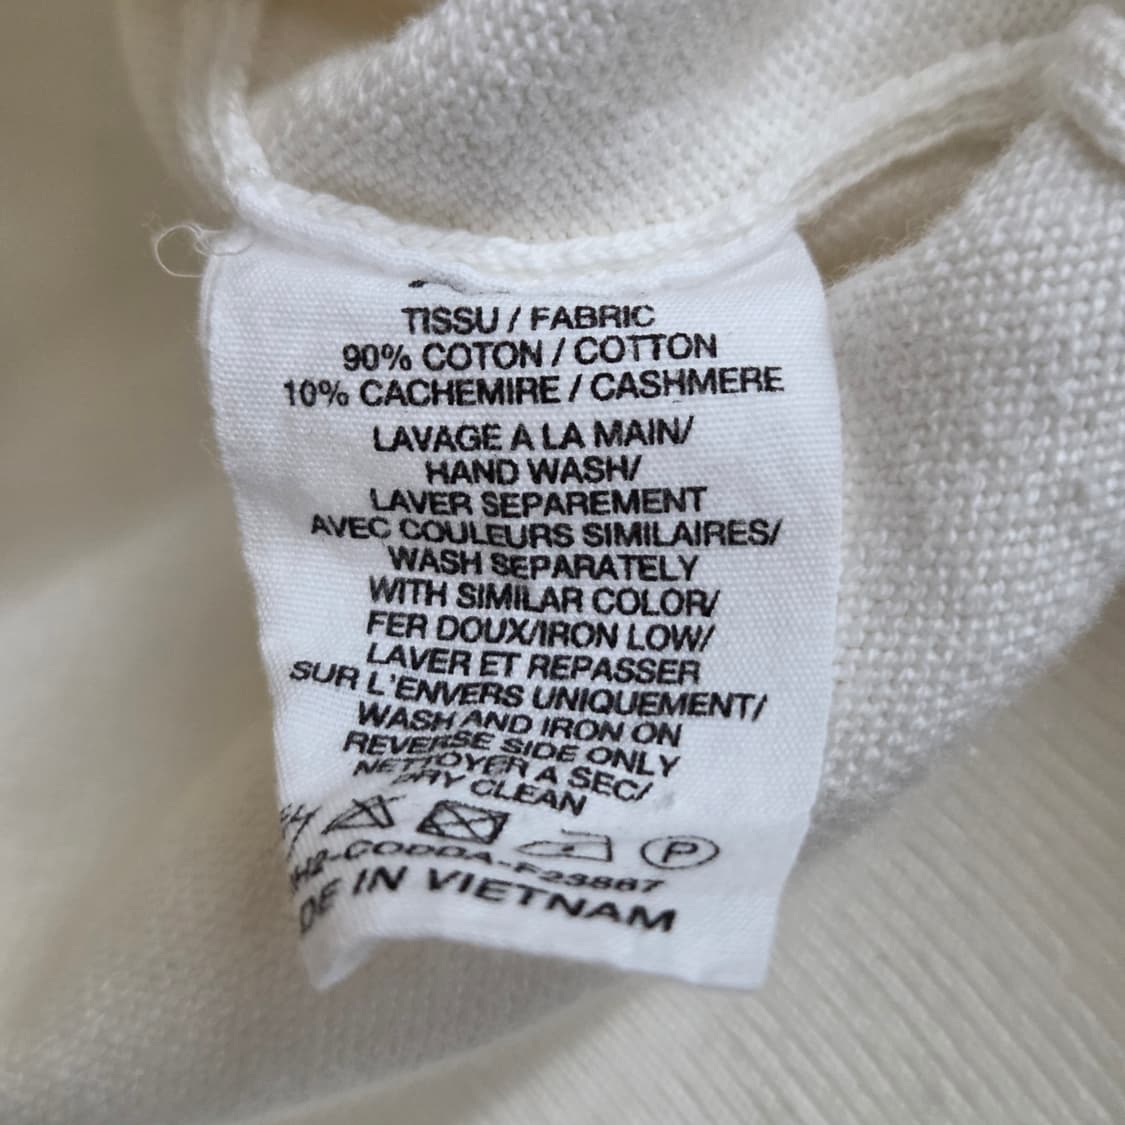 TISSU / FABRIC
90% COTON / COTTON
10% CACHEMIRE / CASHMERE
LAVAGE A LA MAIN/
HAND WASH/
LAVER SEPAREMENT
AVEC COULEURS SIMILAIRES/
WASH SEPARATELY
WITH SIMILAR COLOR/
FER DOUX/IRON LOW/
LAVER ET REPASSER
SUR L'ENVERS UNIQUEMENT/
WASH AND IRON ON
REVERSE SIDE ONLY
NETTOYER A SEC/
DRY CLEAN
P
DE IN VIETNAM